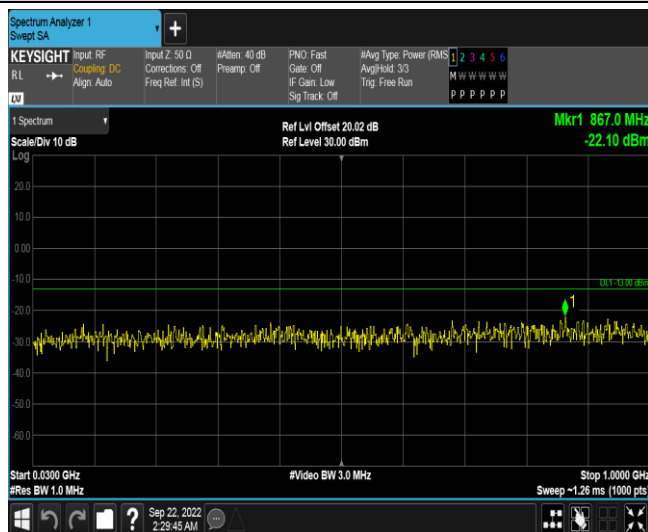 Spectrum Analyzer 1
Swept SA
+
KEYSIGHT
RL
LXI
Input: RF
Coupling: DC
Align: Auto
Input Z: 50 Ω
Corrections: Off
Freq Ref: Int (S)
#Atten: 40 dB
Preamp: Off
PNO: Fast
Gate: Off
IF Gain: Low
Sig Track: Off
#Avg Type: Power (RMS
Avg|Hold: 3/3
Trig: Free Run
1 2 3 4 5 6
M W W W W W
P P P P P P
1 Spectrum
Scale/Div 10 dB
Ref Lvl Offset 20.02 dB
Ref Level 30.00 dBm
Mkr1 867.0 MHz
-22.10 dBm
Log
20.0
10.0
0.00
-10.0
DL1 -13.00 dBm
1
-20.0
-30.0
-40.0
-50.0
-60.0
Start 0.0300 GHz
#Video BW 3.0 MHz
Stop 1.0000 GHz
#Res BW 1.0 MHz
Sweep ~1.26 ms (1000 pts)
?
Sep 22, 2022
2:29:45 AM